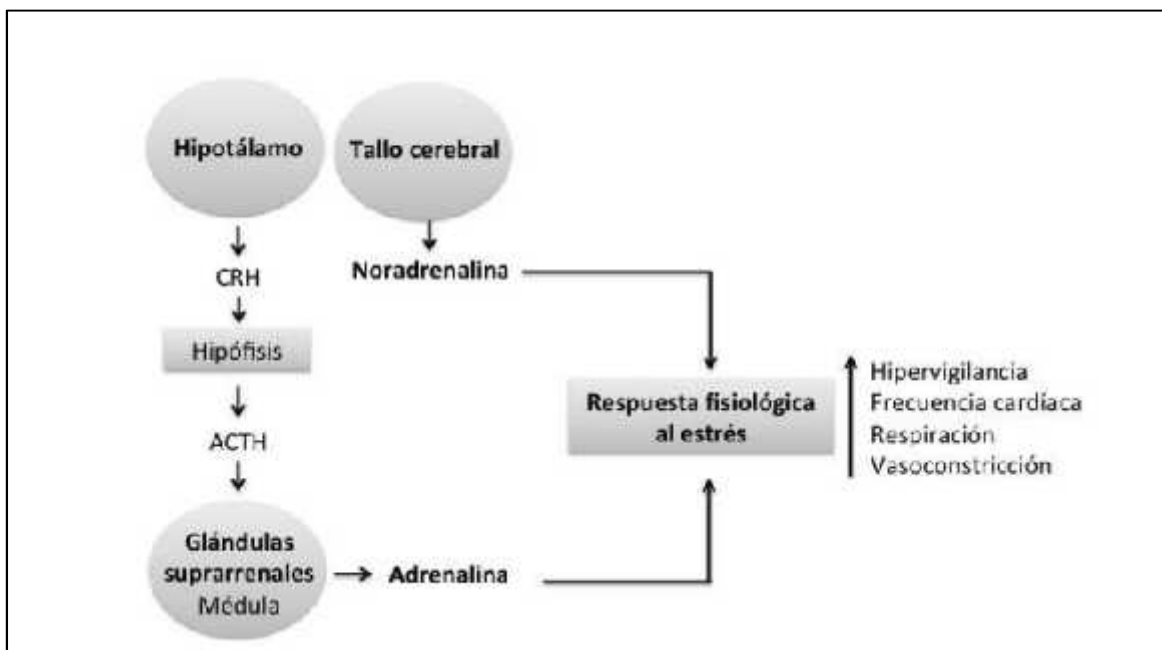 Hipotálamo
Tallo cerebral
CRH
Noradrenalina
Hipófisis
ACTH
Glándulas
suprarrenales
Médula
Adrenalina
Respuesta fisiológica
al estrés
Hipervigilancia
Frecuencia cardíaca
Respiración
Vasoconstricción